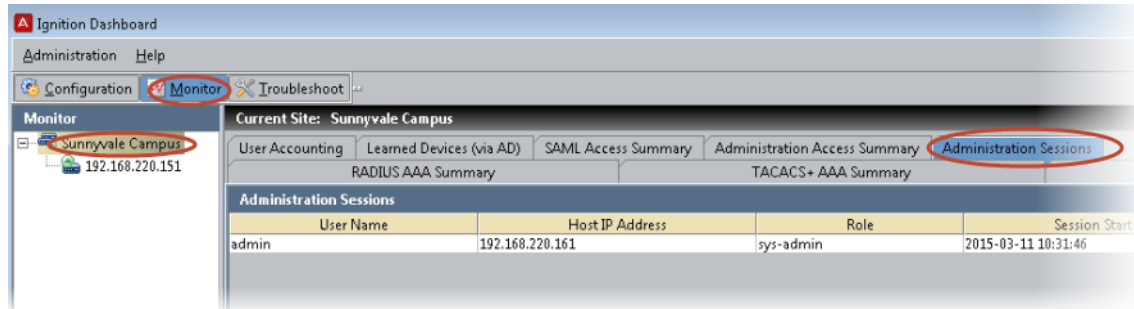 Ignition Dashboard
Administration Help
Configuration Monitor Troubleshoot
Monitor
Sunnyvale Campus
192.168.220.151
Current Site: Sunnyvale Campus
User Accounting Learned Devices (via AD) SAML Access Summary Administration Access Summary Administration Sessions
RADIUS AAA Summary TACACS+ AAA Summary
Administration Sessions
User Name Host IP Address Role Session Start
admin 192.168.220.161 sys-admin 2015-03-11 10:31:46